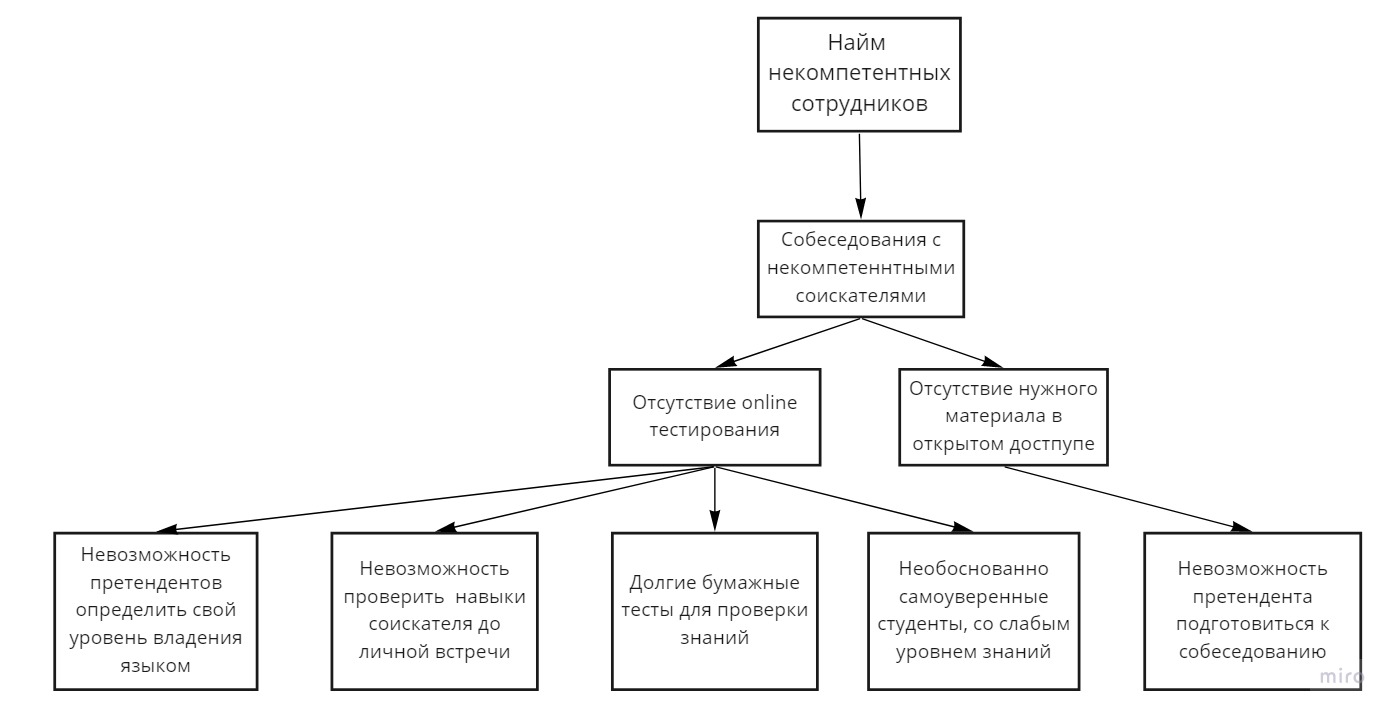 Найм
некомпетентных
сотрудников
Собеседования с
некомпетеннтными
соискателями
Отсутствие online
тестирования
Отсутствие нужного
материала в
открытом достпупе
Невозможность
претендентов
определить свой
уровень владения
языком
Невозможность
проверить навыки
соискателя до
личной встречи
Долгие бумажные
тесты для проверки
знаний
Необоснованно
самоуверенные
студенты, со слабым
уровнем знаний
Невозможность
претендента
подготовиться к
собеседованию
miro